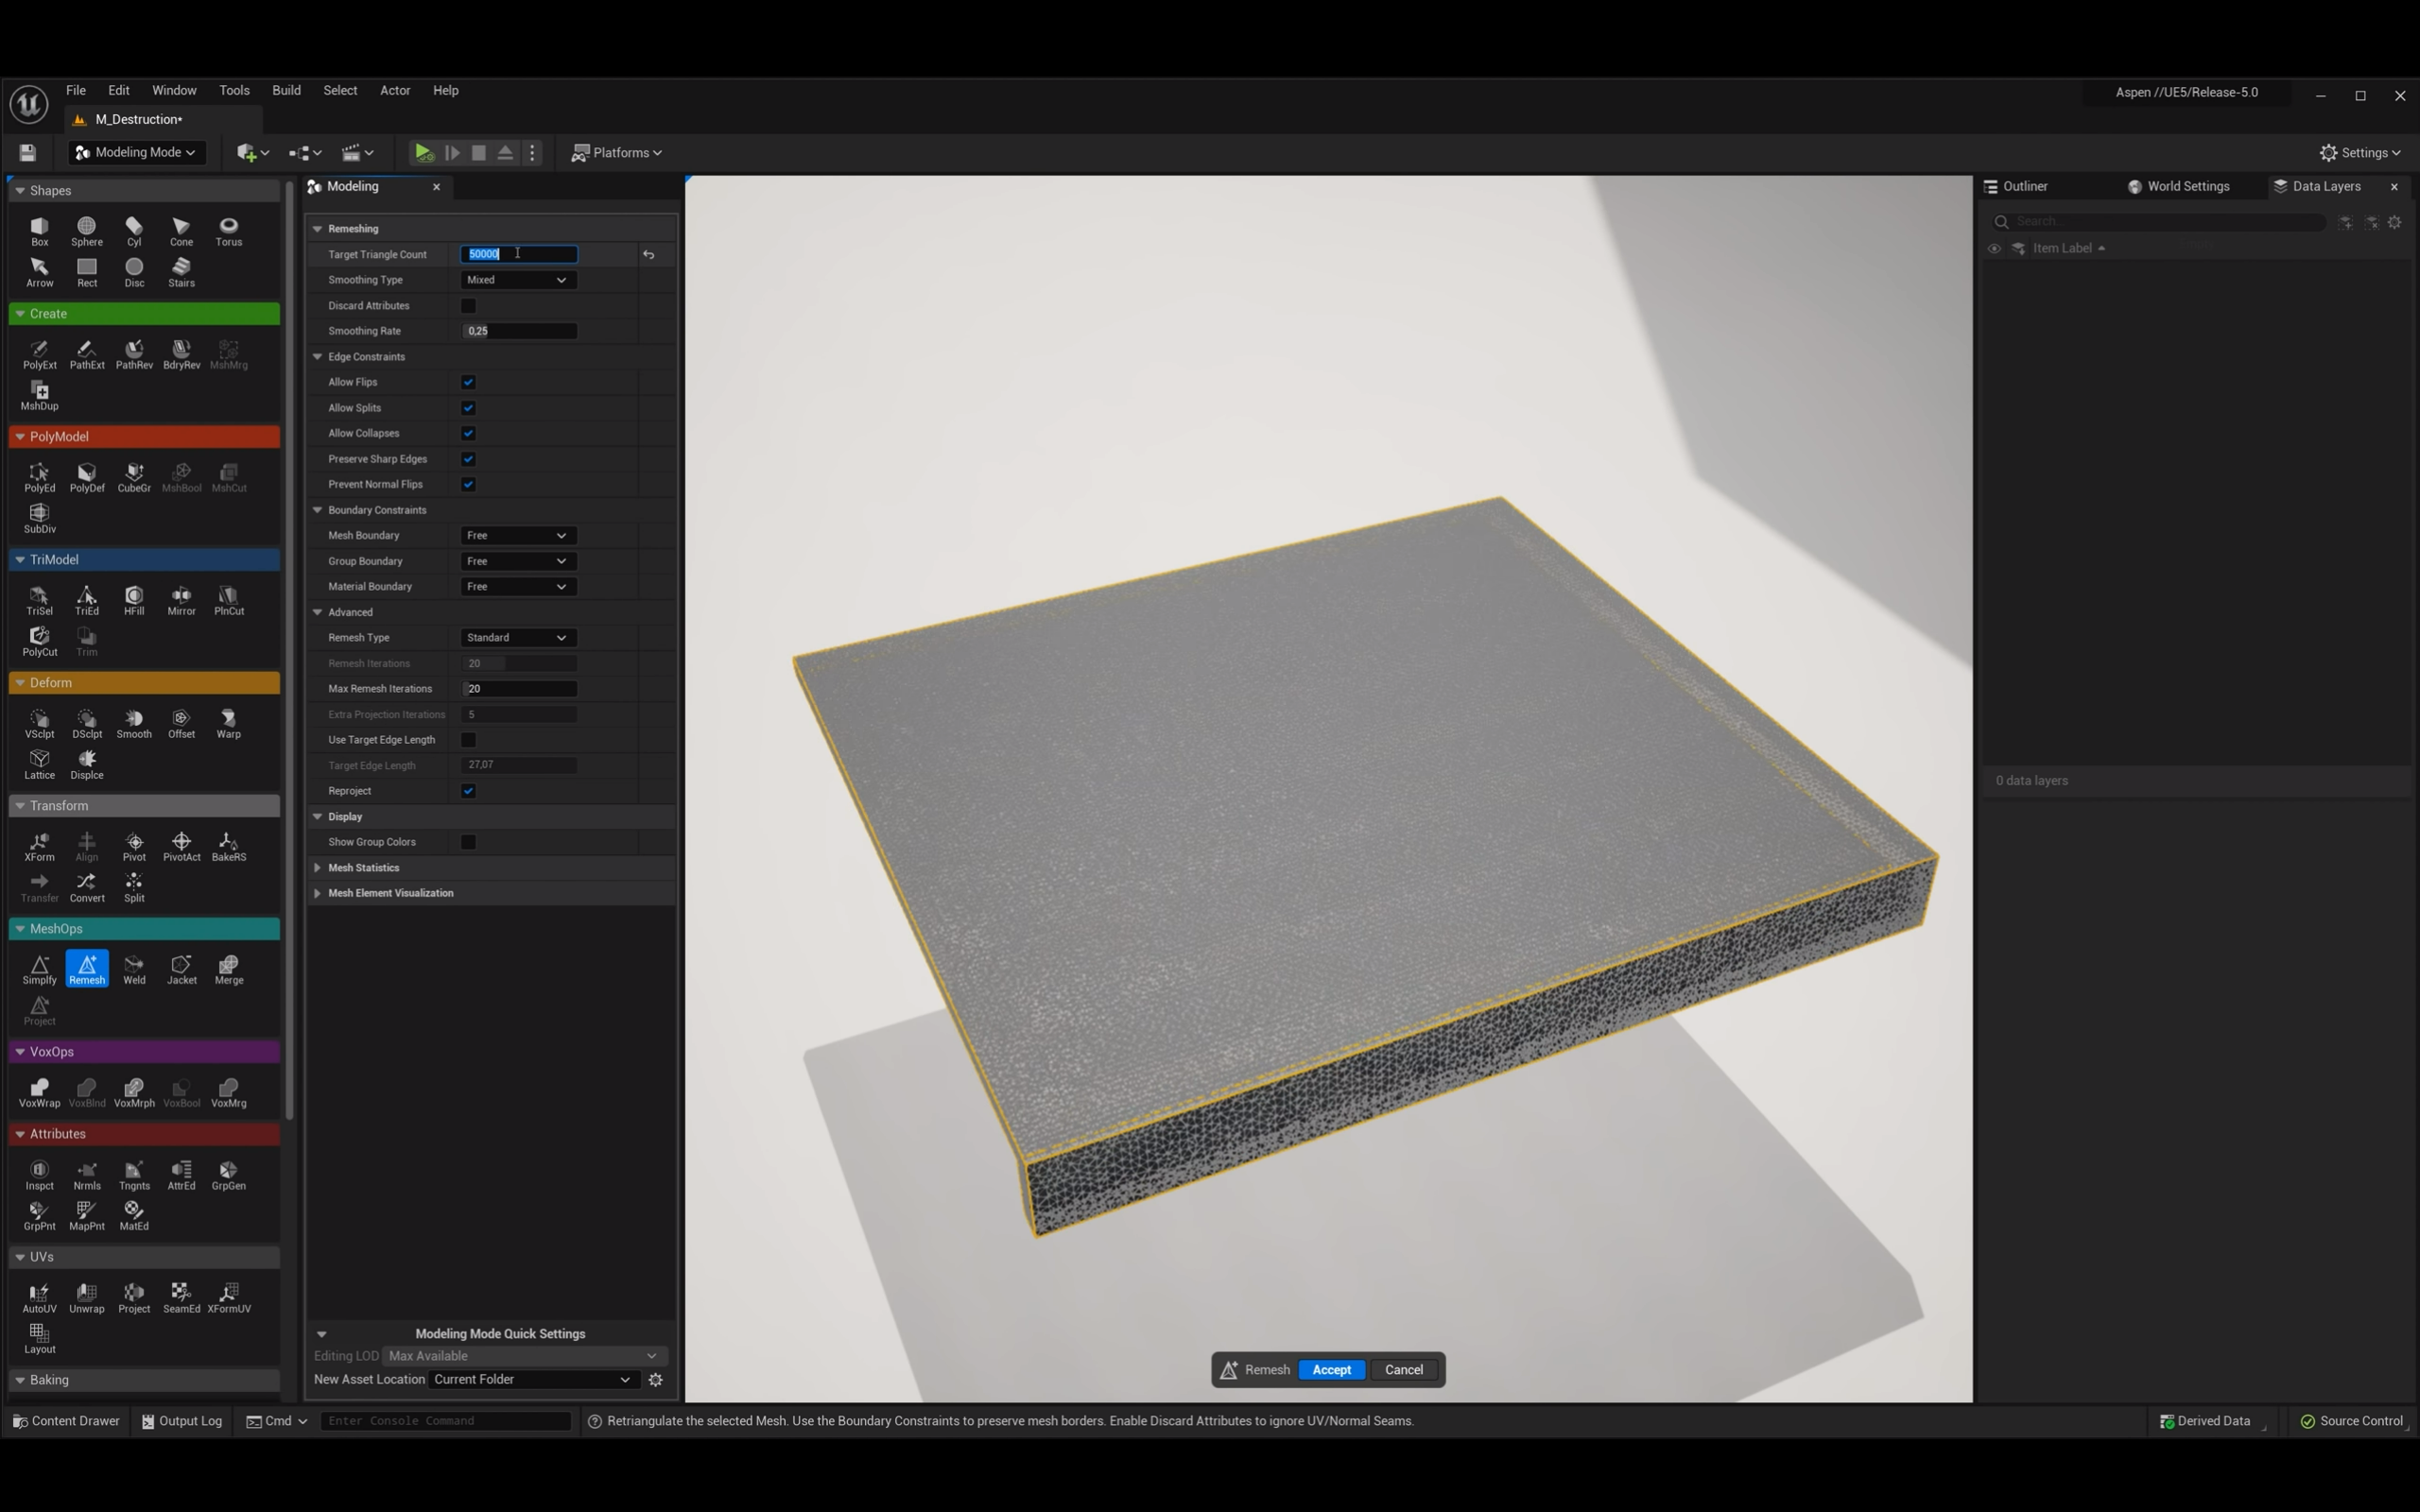 File Edit Window Tools Build Select Actor Help
Aspen //UE5/Release-5.0
M_Destruction*
Modeling Mode
Platforms
Settings
Shapes
Box Sphere Cyl Cone Torus
Arrow Rect Disc Stairs
Create
PolyExt PathExt PathRev BdryRev MshMrg
MshDup
PolyModel
PolyEd PolyDef CubeGr MshBool MshCut
SubDiv
TriModel
TriSel TriEd HFill Mirror PlnCut
PolyCut Trim
Deform
VSclpt DSclpt Smooth Offset Warp
Lattice Displce
Transform
XForm Align Pivot PivotAct BakeRS
Transfer Convert Split
MeshOps
Simplfy Remesh Weld Jacket Merge
Project
VoxOps
VoxWrap VoxBlnd VoxMrph VoxBool VoxMrg
Attributes
Inspct Nrmls Tngnts AttrEd GrpGen
GrpPnt MapPnt MatEd
UVs
AutoUV Unwrap Project SeamEd XFormUV
Layout
Baking
Modeling
Remeshing
Target Triangle Count 50000
Smoothing Type Mixed
Discard Attributes
Smoothing Rate 0,25
Edge Constraints
Allow Flips
Allow Splits
Allow Collapses
Preserve Sharp Edges
Prevent Normal Flips
Boundary Constraints
Mesh Boundary Free
Group Boundary Free
Material Boundary Free
Advanced
Remesh Type Standard
Remesh Iterations 20
Max Remesh Iterations 20
Extra Projection Iterations 5
Use Target Edge Length
Target Edge Length 27,07
Reproject
Display
Show Group Colors
Mesh Statistics
Mesh Element Visualization
Modeling Mode Quick Settings
Editing LOD Max Available
New Asset Location Current Folder
Remesh Accept Cancel
Outliner World Settings Data Layers
Search...
Item Label
0 data layers
Content Drawer Output Log Cmd Enter Console Command Retriangulate the selected Mesh. Use the Boundary Constraints to preserve mesh borders. Enable Discard Attributes to ignore UV/Normal Seams. Derived Data Source Control